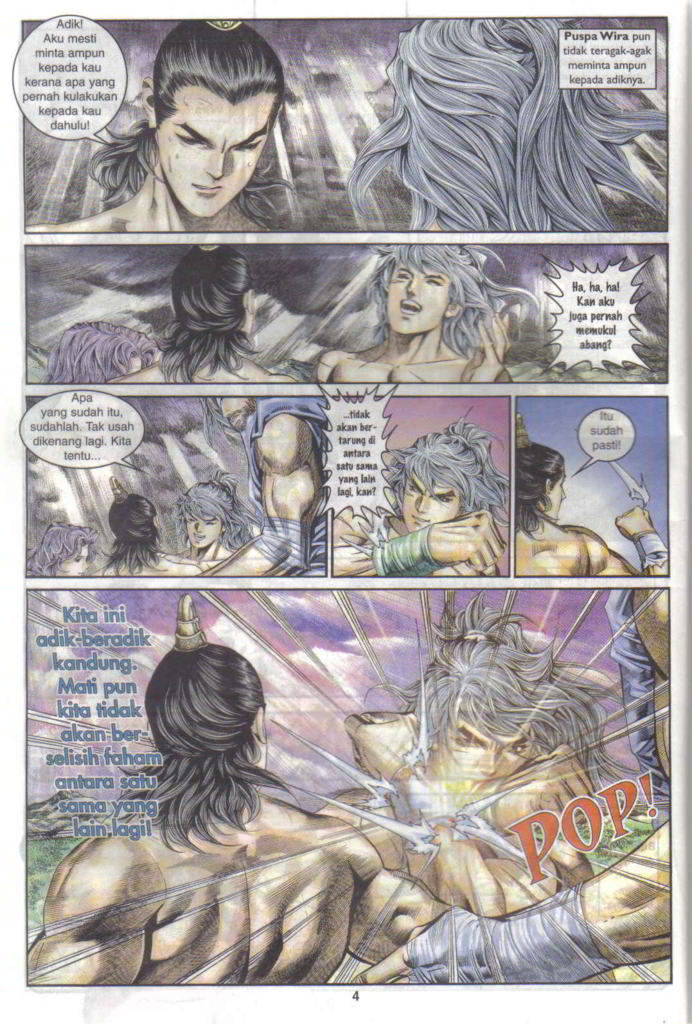 Adik!
Aku mesti
minta ampun
kepada kau
kerana apa yang
pernah kulakukan
kepada kau
dahulu!
Puspa Wira pun
tidak teragak-agak
meminta ampun
kepada adiknya.
Ha, ha, ha!
Kan aku
juga pernah
memukul
abang?
Apa
yang sudah itu,
sudahlah. Tak usah
dikenang lagi. Kita
tentu...
...tidak
akan ber-
tarung di
antara
satu sama
yang lain
lagi, kan?
Itu
sudah
pasti!
Kita ini
adik-beradik
kandung.
Mati pun
kita tidak
akan ber-
selisih faham
antara satu
sama yang
lain lagi!
POP!
4